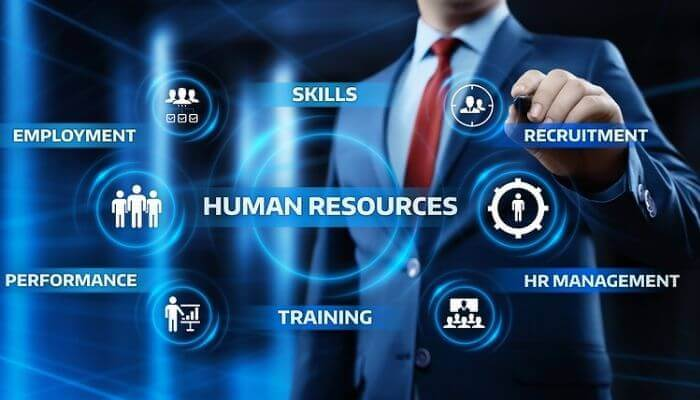 SKILLS
EMPLOYMENT
RECRUITMENT
HUMAN RESOURCES
PERFORMANCE
HR MANAGEMENT
TRAINING